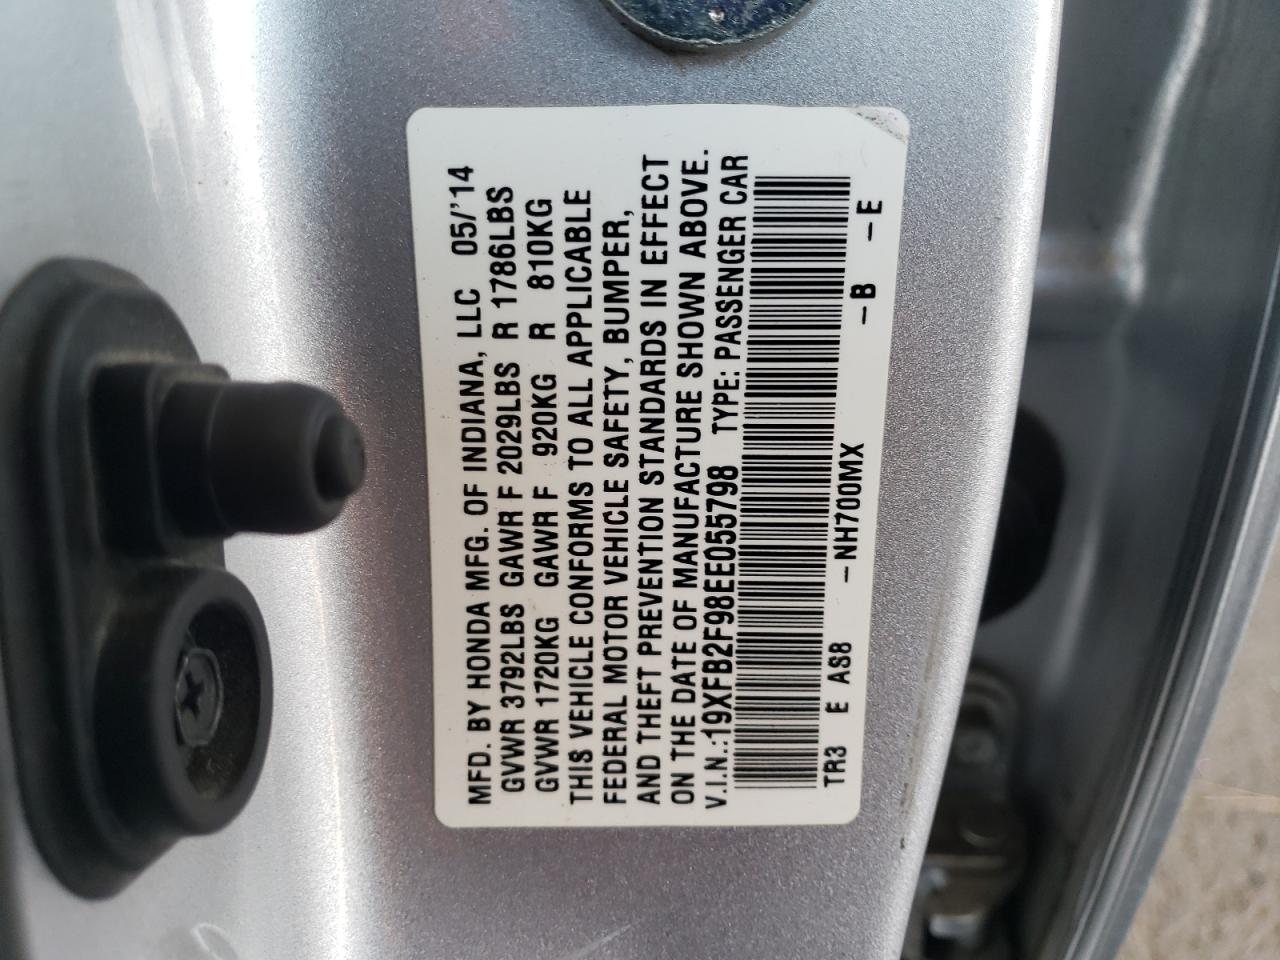 MFD. BY HONDA MFG. OF INDIANA, LLC 05/'14
GVWR 3792LBS GAWR F 2029LBS R 1786LBS
GVWR 1720KG GAWR F 920KG R 810KG
THIS VEHICLE CONFORMS TO ALL APPLICABLE
FEDERAL MOTOR VEHICLE SAFETY, BUMPER,
AND THEFT PREVENTION STANDARDS IN EFFECT
ON THE DATE OF MANUFACTURE SHOWN ABOVE.
V.I.N.:19XFB2F98EE055798 TYPE: PASSENGER CAR
TR3 E AS8 –NH700MX –B –E